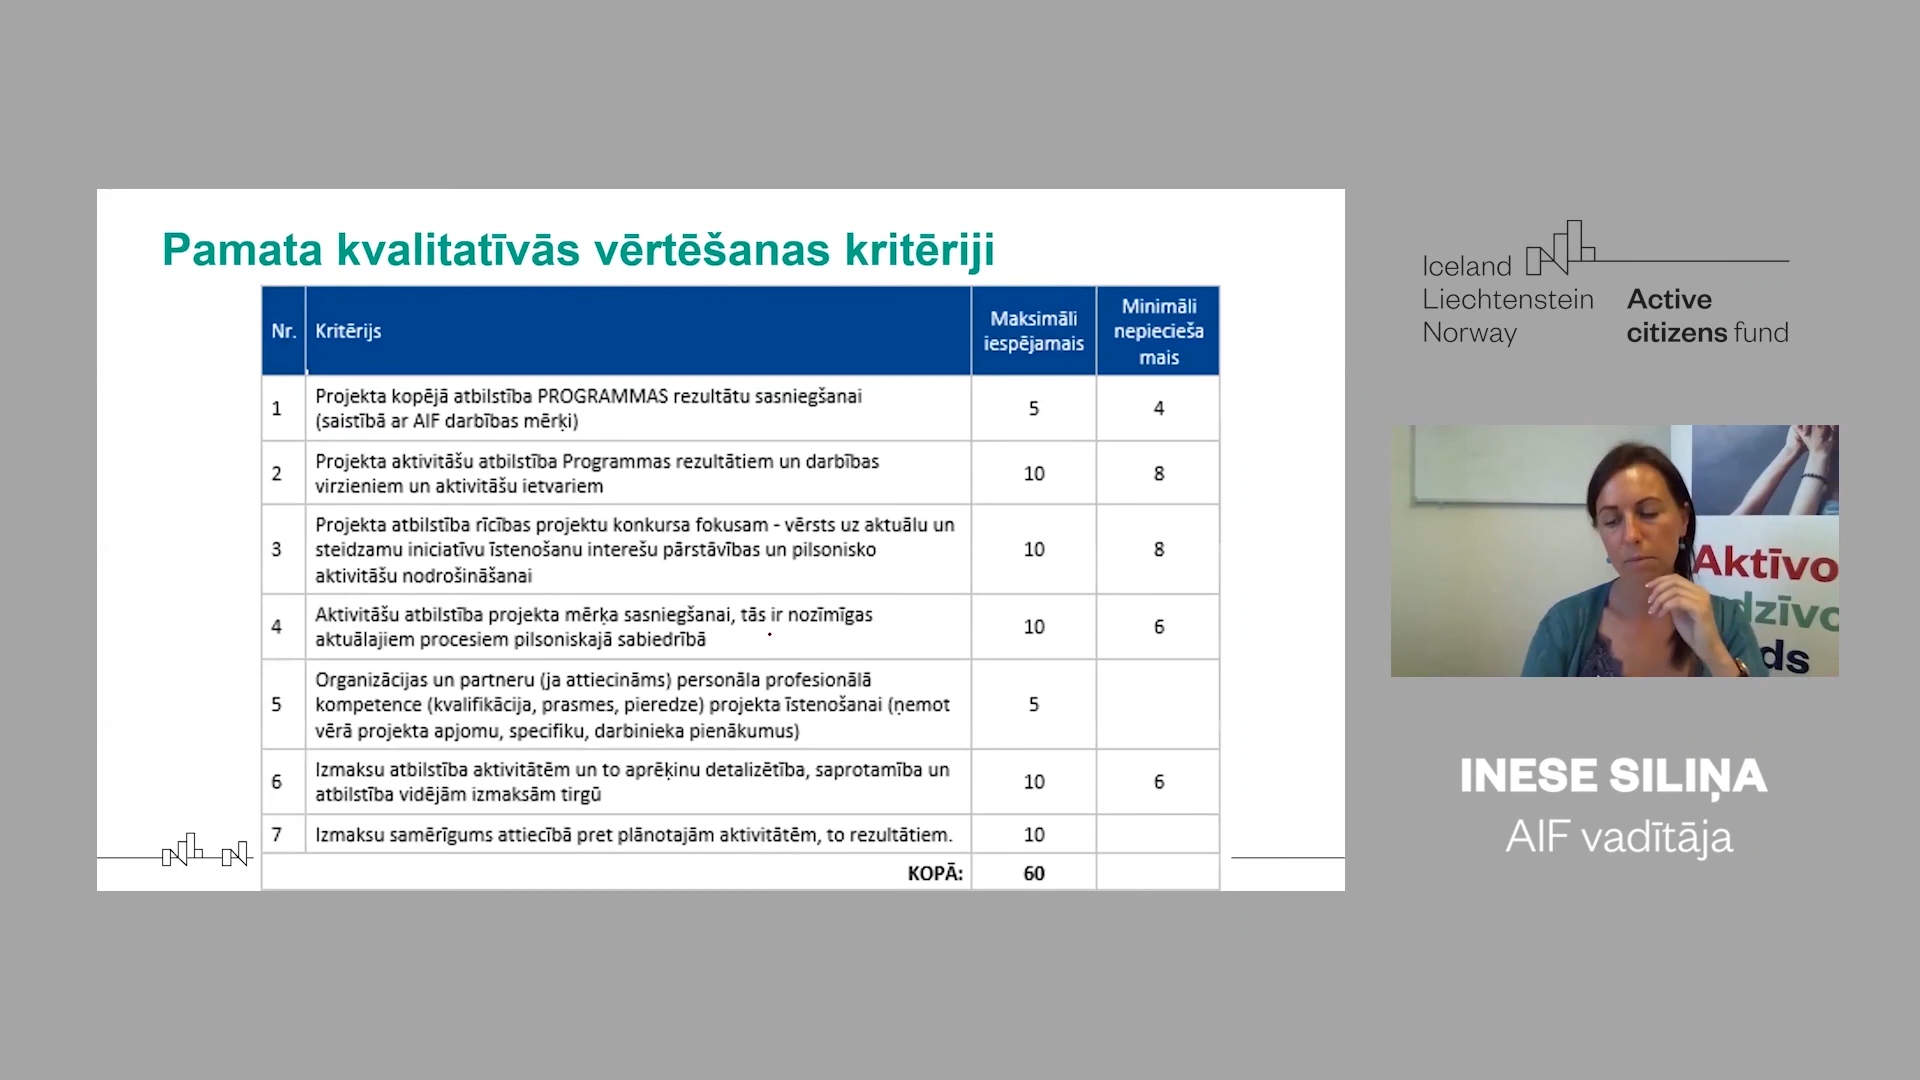 Pamata kvalitatīvās vērtēšanas kritēriji
Nr.
Kritērijs
Maksimāli
iespējamais
Minimāli
nepiecieša
mais
1
Projekta kopējā atbilstība PROGRAMMAS rezultātu sasniegšanai
(saistībā ar AIF darbības mērķi)
5
4
2
Projekta aktivitāšu atbilstība Programmas rezultātiem un darbības
virzieniem un aktivitāšu ietvariem
10
8
3
Projekta atbilstība rīcības projektu konkursa fokusam - vērsts uz aktuālu un
steidzamu iniciatīvu īstenošanu interešu pārstāvības un pilsonisko
aktivitāšu nodrošināšanai
10
8
4
Aktivitāšu atbilstība projekta mērķa sasniegšanai, tās ir nozīmīgas
aktuālajiem procesiem pilsoniskajā sabiedrībā
10
6
5
Organizācijas un partneru (ja attiecināms) personāla profesionālā
kompetence (kvalifikācija, prasmes, pieredze) projekta īstenošanai (ņemot
vērā projekta apjomu, specifiku, darbinieka pienākumus)
5
6
Izmaksu atbilstība aktivitātēm un to aprēķinu detalizētība, saprotamība un
atbilstība vidējām izmaksām tirgū
10
6
7
Izmaksu samērīgums attiecībā pret plānotajām aktivitātēm, to rezultātiem.
10
KOPĀ:
60
Iceland
Liechtenstein
Norway
Active
citizens fund
Aktīvo
dzīvo
ds
INESE SILIŅA
AIF vadītāja